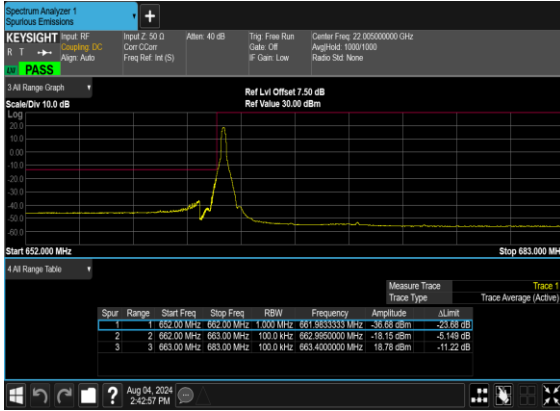 Spectrum Analyzer 1
Spurious Emissions
+
KEYSIGHT Input: RF Input Z: 50 Ω Atten: 40 dB Trig: Free Run Center Freq: 22.005000000 GHz
R T Coupling: DC Corr CCorr Gate: Off Avg|Hold: 1000/1000
Align: Auto Freq Ref: Int (S) IF Gain: Low Radio Std: None
PASS
3 All Range Graph
Ref Lvl Offset 7.50 dB
Scale/Div 10.0 dB Ref Value 30.00 dBm
Log
20.0
10.0
0.00
-10.0
-20.0
-30.0
-40.0
-50.0
-60.0
Start 652.000 MHz Stop 683.000 MH
4 All Range Table
Measure Trace Trace 1
Trace Type Trace Average (Active)
Spur Range Start Freq Stop Freq RBW Frequency Amplitude ΔLimit
1 1 652.00 MHz 662.00 MHz 1.000 MHz 661.9833333 MHz -36.68 dBm -23.68 dB
2 2 662.00 MHz 663.00 MHz 100.0 kHz 662.9950000 MHz -18.15 dBm -5.149 dB
3 3 663.00 MHz 683.00 MHz 100.0 kHz 663.4000000 MHz 18.78 dBm -11.22 dB
?
Aug 04, 2024
2:42:57 PM